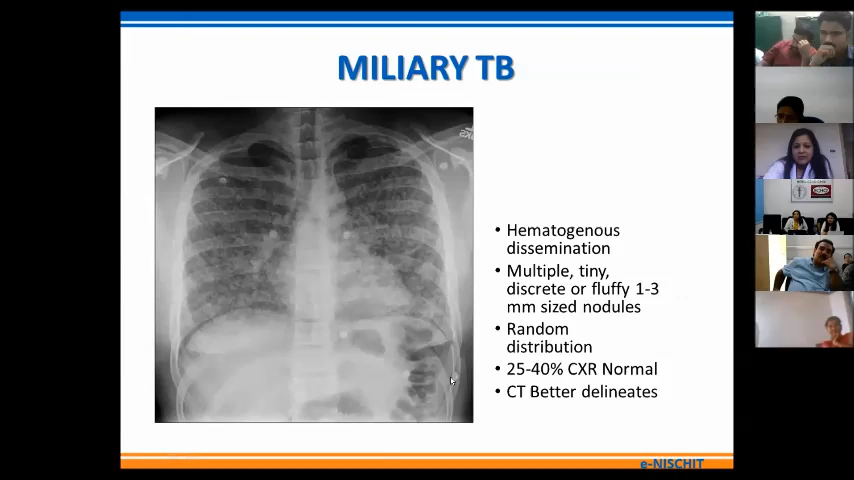 MILIARY TB
• Hematogenous
dissemination
• Multiple, tiny,
discrete or fluffy 1-3
mm sized nodules
• Random
distribution
• 25-40% CXR Normal
• CT Better delineates
e-NISCHIT